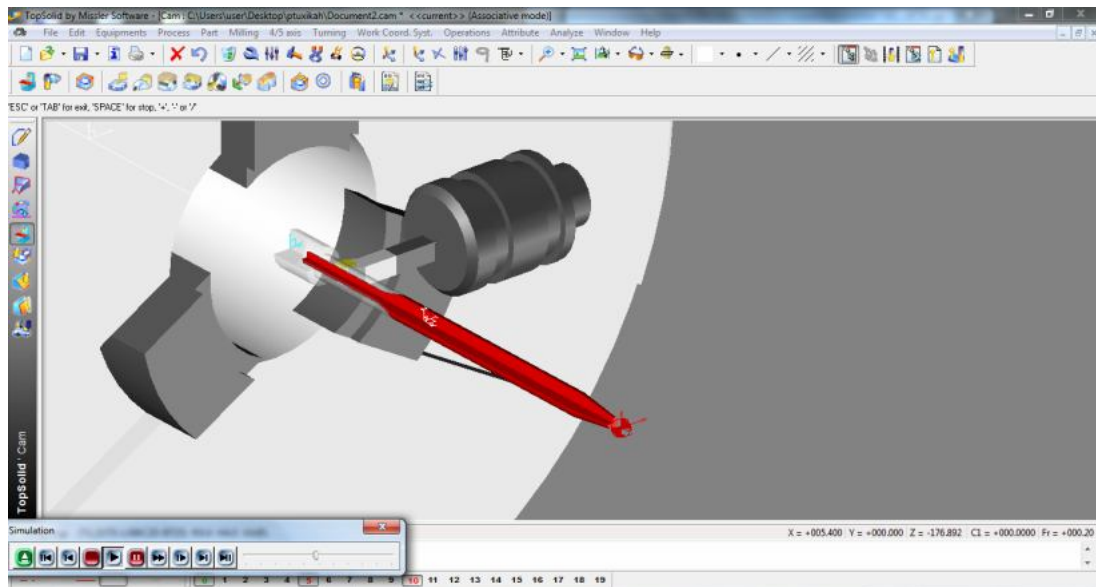 TopSolid by Missler Software - [Cam : C:\Users\user\Desktop\ptuxikah\Document2.cam * <<current>> (Associative mode)]
File Edit Equipments Process Part Milling 4/5 axis Turning Work Coord. Syst. Operations Attribute Analyze Window Help
'ESC' or 'TAB' for exit, 'SPACE' for stop, '+', '-' or '/'
TopSolid'Cam
Simulation
X = +005.400 Y = +000.000 Z = -176.892 C1 = +000.0000 Fr = +000.20
0 1 2 3 4 5 6 7 8 9 10 11 12 13 14 15 16 17 18 19